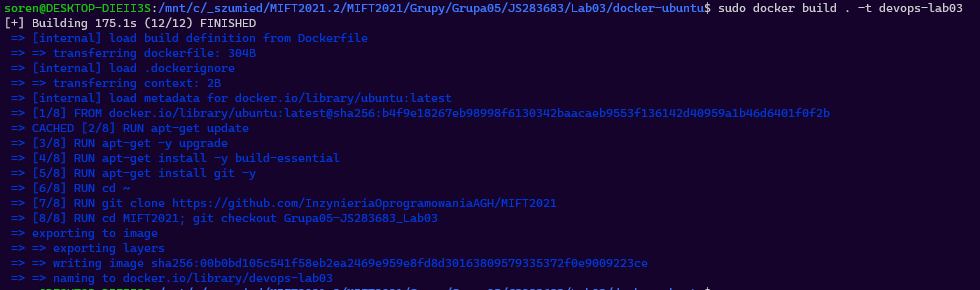 soren@DESKTOP-DIEII3S:/mnt/c/_szumied/MIFT2021.2/MIFT2021/Grupy/Grupa05/JS283683/Lab03/docker-ubuntu$ sudo docker build . -t devops-lab03
[+] Building 175.1s (12/12) FINISHED
=> [internal] load build definition from Dockerfile
=> => transferring dockerfile: 304B
=> [internal] load .dockerignore
=> => transferring context: 2B
=> [internal] load metadata for docker.io/library/ubuntu:latest
=> [1/8] FROM docker.io/library/ubuntu:latest@sha256:b4f9e18267eb98998f6130342baacaeb9553f136142d40959a1b46d6401f0f2b
=> CACHED [2/8] RUN apt-get update
=> [3/8] RUN apt-get -y upgrade
=> [4/8] RUN apt-get install -y build-essential
=> [5/8] RUN apt-get install git -y
=> [6/8] RUN cd ~
=> [7/8] RUN git clone https://github.com/InzynieriaOprogramowaniaAGH/MIFT2021
=> [8/8] RUN cd MIFT2021; git checkout Grupa05-JS283683_Lab03
=> exporting to image
=> => exporting layers
=> => writing image sha256:00b0bd105c541f58eb2ea2469e959e8fd8d30163809579335372f0e9009223ce
=> => naming to docker.io/library/devops-lab03